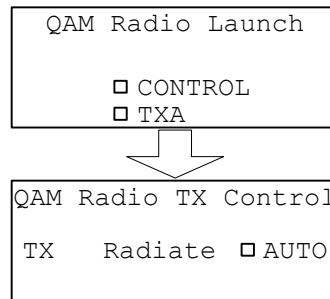 QAM Radio Launch
CONTROL
TXA
QAM Radio TX Control
TX Radiate AUTO